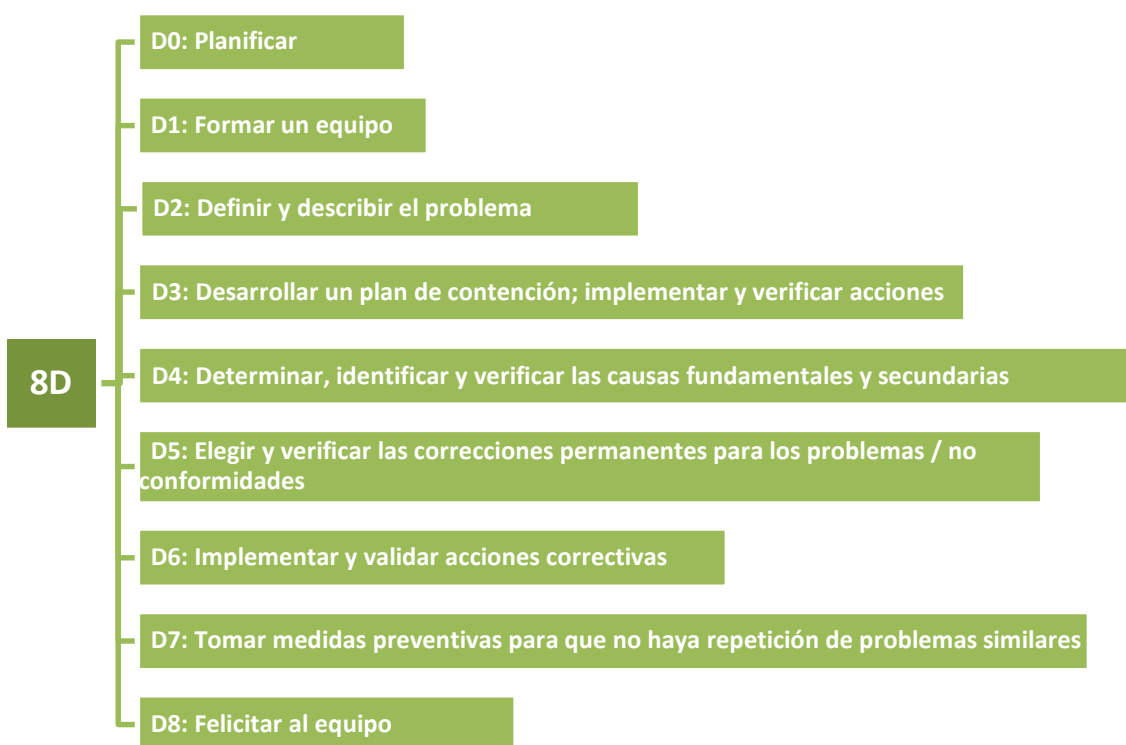 D0: Planificar
D1: Formar un equipo
D2: Definir y describir el problema
D3: Desarrollar un plan de contención; implementar y verificar acciones
8D
D4: Determinar, identificar y verificar las causas fundamentales y secundarias
D5: Elegir y verificar las correcciones permanentes para los problemas / no
conformidades
D6: Implementar y validar acciones correctivas
D7: Tomar medidas preventivas para que no haya repetición de problemas similares
D8: Felicitar al equipo